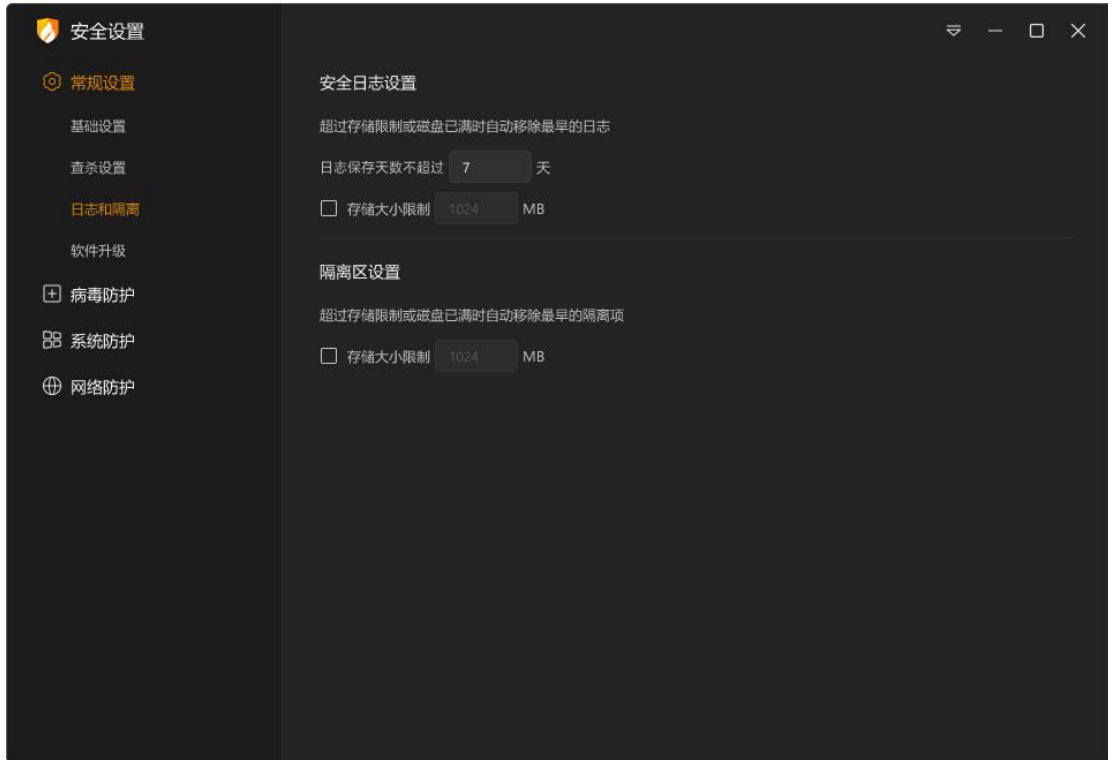 安全设置
常规设置
基础设置
查杀设置
日志和隔离
软件升级
病毒防护
系统防护
网络防护
安全日志设置
超过存储限制或磁盘已满时自动移除最早的日志
日志保存天数不超过 7 天
存储大小限制 1024 MB
隔离区设置
超过存储限制或磁盘已满时自动移除最早的隔离项
存储大小限制 1024 MB